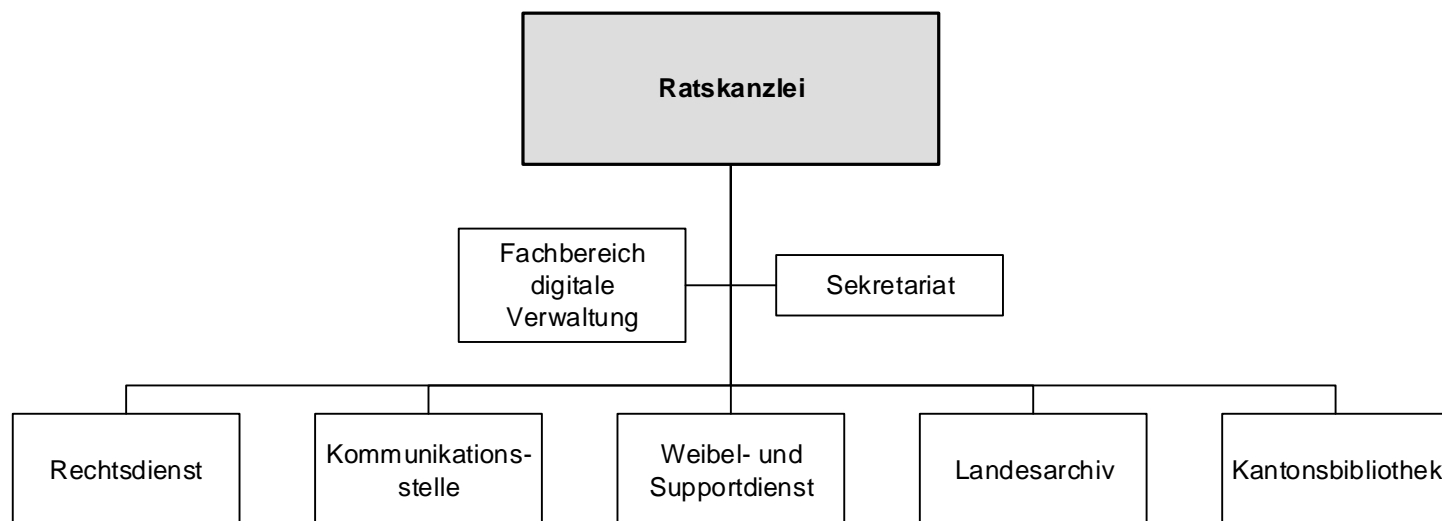 Ratskanzlei
Fachbereich
digitale
Verwaltung
Sekretariat
Rechtsdienst
Kommunikations-
stelle
Weibel- und
Supportdienst
Landesarchiv
Kantonsbibliothek